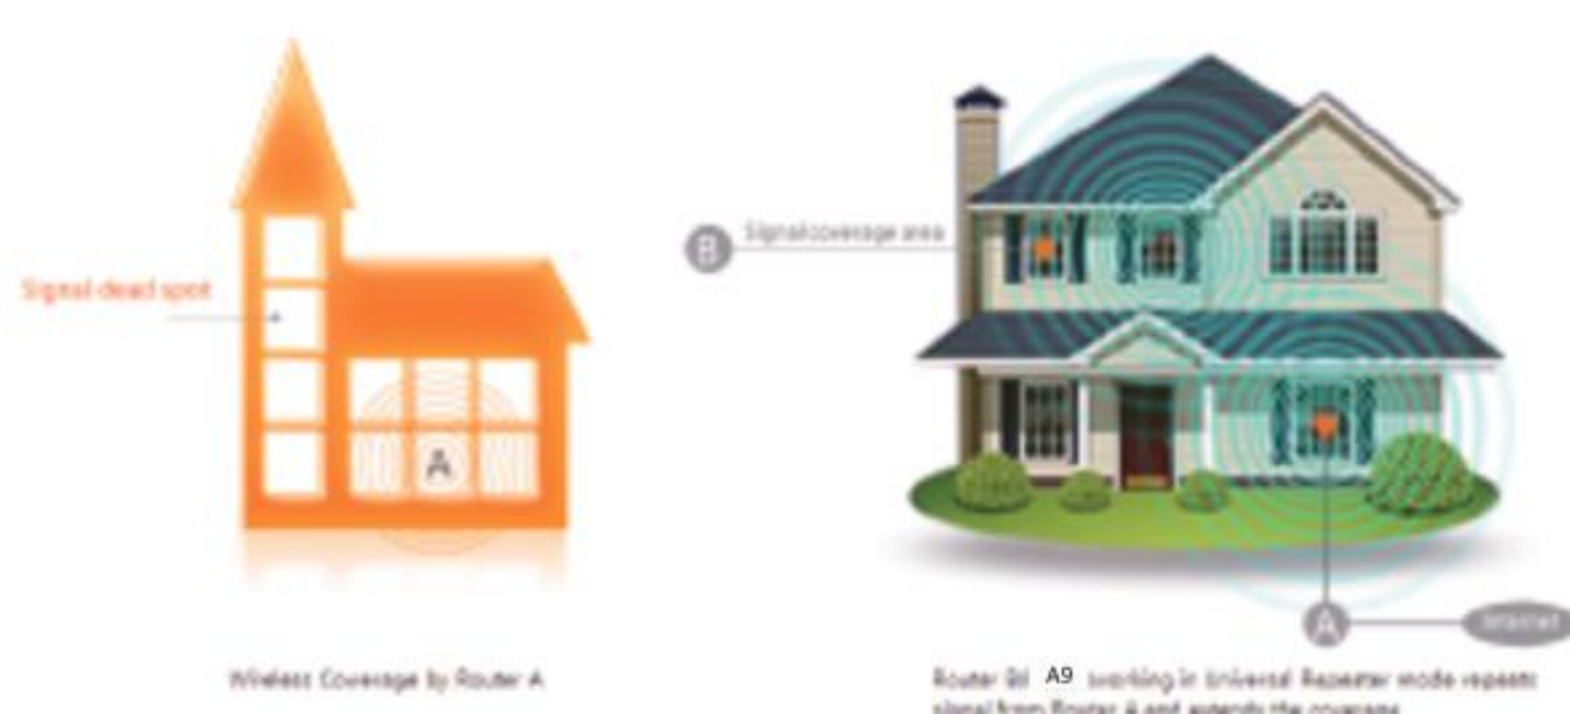 Signal dead spot
A
Wireless Coverage by Router A
B
Signal coverage area
A
Internet
Router B( A9 )working in Universal Repeater mode repeats
signal from Router A and extends the coverage